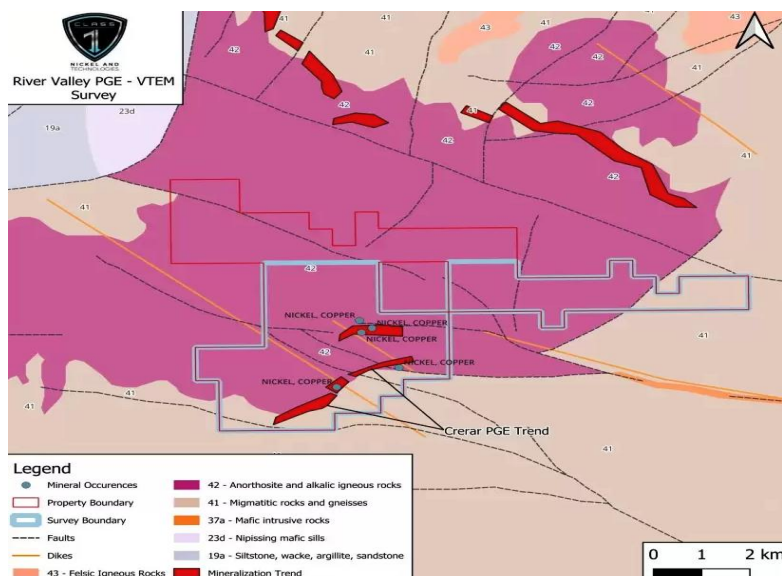 CLASS
1
NICKEL AND
TECHNOLOGIES
River Valley PGE - VTEM
Survey
41
41
43
43
42
41
41
42
42
42
41
42
23d
42
42
19a
41
42
41
41
42
NICKEL, COPPER
NICKEL, COPPER
NICKEL, COPPER
41
42
NICKEL, COPPER
NICKEL, COPPER
41
41
Crerar PGE Trend
41
Legend
Mineral Occurences
Property Boundary
Survey Boundary
Faults
Dikes
43 - Felsic Igneous Rocks
42 - Anorthosite and alkalic igneous rocks
41 - Migmatitic rocks and gneisses
37a - Mafic intrusive rocks
23d - Nipissing mafic sills
19a - Siltstone, wacke, argillite, sandstone
Mineralization Trend
0 1 2 km